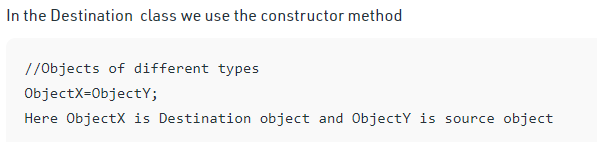 In the Destination class we use the constructor method
//Objects of different types
ObjectX=ObjectY;
Here ObjectX is Destination object and ObjectY is source object